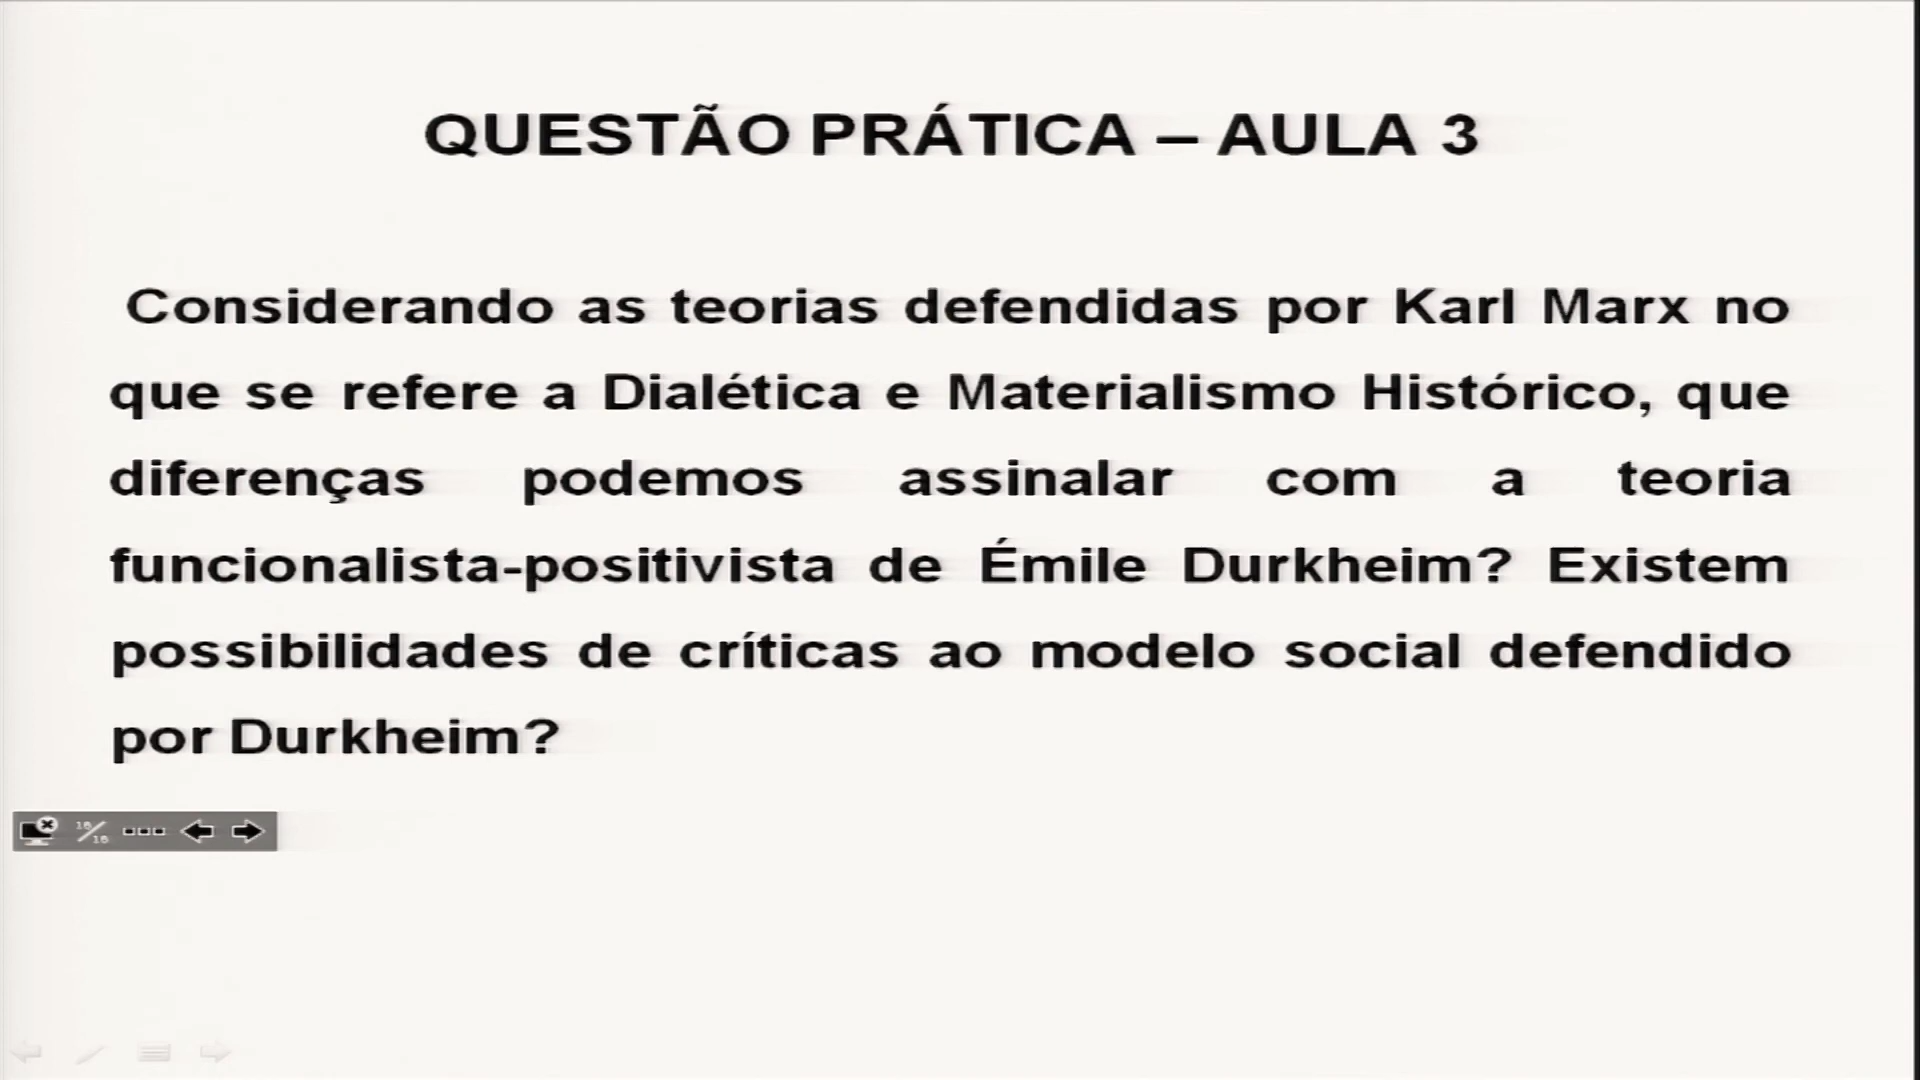 QUESTÃO PRÁTICA – AULA 3
Considerando as teorias defendidas por Karl Marx no
que se refere a Dialética e Materialismo Histórico, que
diferenças podemos assinalar com a teoria
funcionalista-positivista de Émile Durkheim? Existem
possibilidades de críticas ao modelo social defendido
por Durkheim?
16/16